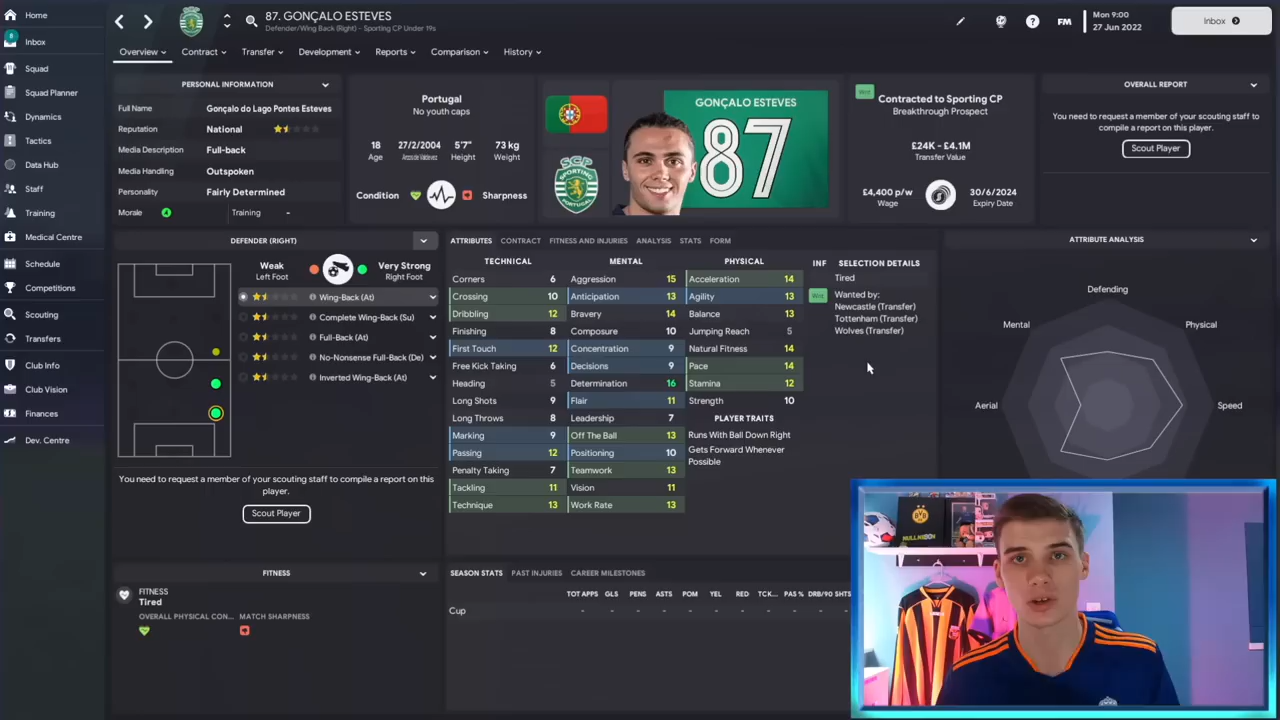 Home
87. GONÇALO ESTEVES
Defender/Wing Back (Right) - Sporting CP Under 19s
FM
Mon 9:00
27 Jun 2022
Inbox
8
Inbox
Squad
Squad Planner
Dynamics
Tactics
Data Hub
Staff
Training
Medical Centre
Schedule
Competitions
Scouting
Transfers
Club Info
Club Vision
Finances
Dev. Centre
Overview
Contract
Transfer
Development
Reports
Comparison
History
PERSONAL INFORMATION
Full Name Gonçalo do Lago Pontes Esteves
Reputation National
Media Description Full-back
Media Handling Outspoken
Personality Fairly Determined
Morale
Training -
Portugal
No youth caps
18 27/2/2004 5'7" 73 kg
Age Arcos de Valdevez Height Weight
Condition Sharpness
SCP
SPORTING
PORTUGAL
GONÇALO ESTEVES
87
Wnt Contracted to Sporting CP
Breakthrough Prospect
£24K - £4.1M
Transfer Value
£4,400 p/w 30/6/2024
Wage Expiry Date
OVERALL REPORT
You need to request a member of your scouting staff to
compile a report on this player.
Scout Player
DEFENDER (RIGHT)
Weak Very Strong
Left Foot Right Foot
Wing-Back (At)
Complete Wing-Back (Su)
Full-Back (At)
No-Nonsense Full-Back (De)
Inverted Wing-Back (At)
You need to request a member of your scouting staff to compile a report on this
player.
Scout Player
ATTRIBUTES CONTRACT FITNESS AND INJURIES ANALYSIS STATS FORM
TECHNICAL
Corners 6
Crossing 10
Dribbling 12
Finishing 8
First Touch 12
Free Kick Taking 6
Heading 5
Long Shots 9
Long Throws 8
Marking 9
Passing 12
Penalty Taking 7
Tackling 11
Technique 13
MENTAL
Aggression 15
Anticipation 13
Bravery 14
Composure 10
Concentration 9
Decisions 9
Determination 16
Flair 11
Leadership 7
Off The Ball 13
Positioning 10
Teamwork 13
Vision 11
Work Rate 13
PHYSICAL
Acceleration 14
Agility 13
Balance 13
Jumping Reach 5
Natural Fitness 14
Pace 14
Stamina 12
Strength 10
PLAYER TRAITS
Runs With Ball Down Right
Gets Forward Whenever
Possible
INF SELECTION DETAILS
Tired
Wnt Wanted by:
Newcastle (Transfer)
Tottenham (Transfer)
Wolves (Transfer)
ATTRIBUTE ANALYSIS
Defending
Mental
Physical
Aerial
Speed
FITNESS
FITNESS
Tired
OVERALL PHYSICAL CON... MATCH SHARPNESS
SEASON STATS PAST INJURIES CAREER MILESTONES
TOT APPS GLS PENS ASTS POM YEL RED TCK... PAS % DRB/90 SHTS
Cup - - - - - - - - - - -
BVB
09